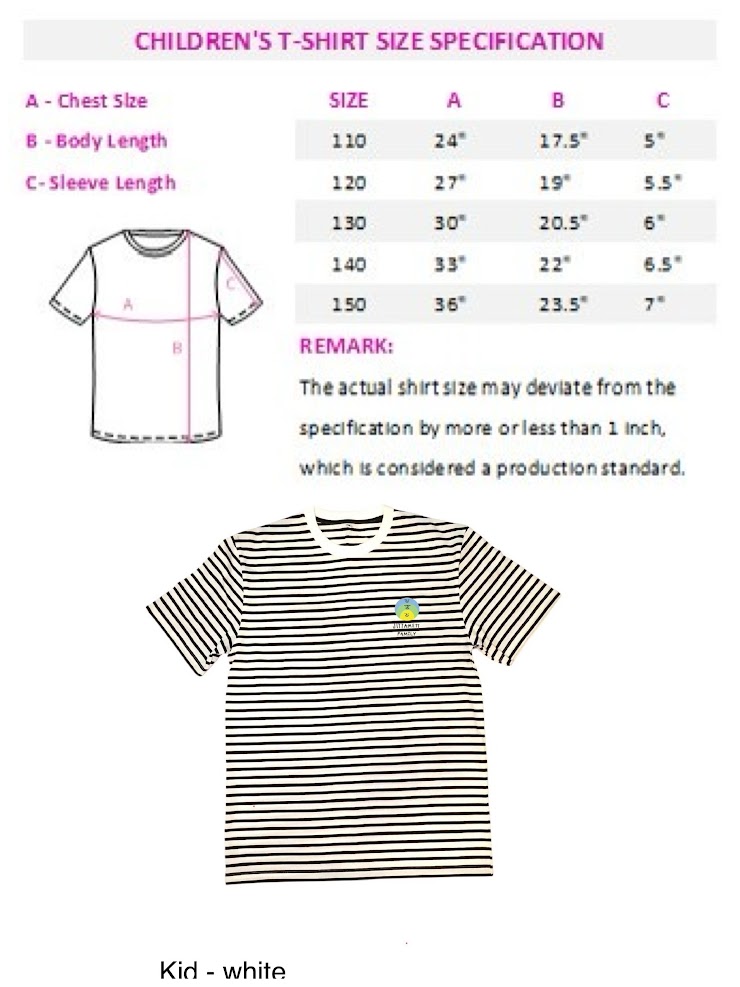 CHILDREN'S T-SHIRT SIZE SPECIFICATION
A - Chest Size
B - Body Length
C- Sleeve Length
SIZE A B C
110 24" 17.5" 5"
120 27" 19" 5.5"
130 30" 20.5" 6"
140 33" 22" 6.5"
150 36" 23.5" 7"
A
B
C
REMARK:
The actual shirt size may deviate from the
specification by more or less than 1 inch,
which is considered a production standard.
FAMILY
Kid - white